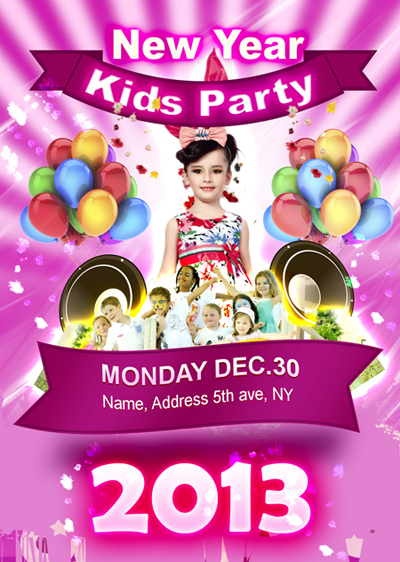 New Year
Kids Party
MONDAY DEC.30
Name, Address 5th ave, NY
2013